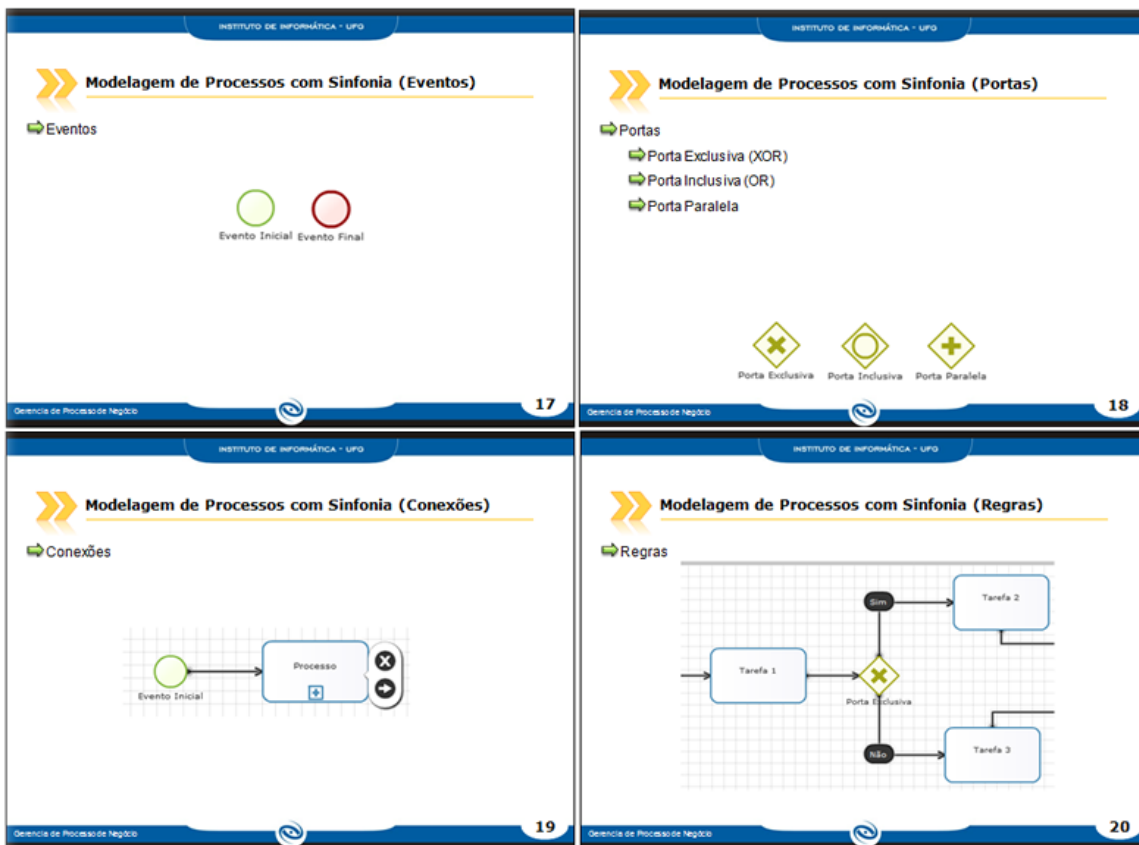 INSTITUTO DE INFORMÁTICA - UFG
Modelagem de Processos com Sinfonia (Eventos)
Eventos
Evento Inicial Evento Final
Gerencia de Processo de Negócio
17
INSTITUTO DE INFORMÁTICA - UFG
Modelagem de Processos com Sinfonia (Portas)
Portas
Porta Exclusiva (XOR)
Porta Inclusiva (OR)
Porta Paralela
Porta Exclusiva Porta Inclusiva Porta Paralela
Gerencia de Processo de Negócio
18
INSTITUTO DE INFORMÁTICA - UFG
Modelagem de Processos com Sinfonia (Conexões)
Conexões
Processo
Evento Inicial
Gerencia de Processo de Negócio
19
INSTITUTO DE INFORMÁTICA - UFG
Modelagem de Processos com Sinfonia (Regras)
Regras
Sim
Tarefa 2
Tarefa 1
Porta Exclusiva
Não
Tarefa 3
Gerencia de Processo de Negócio
20